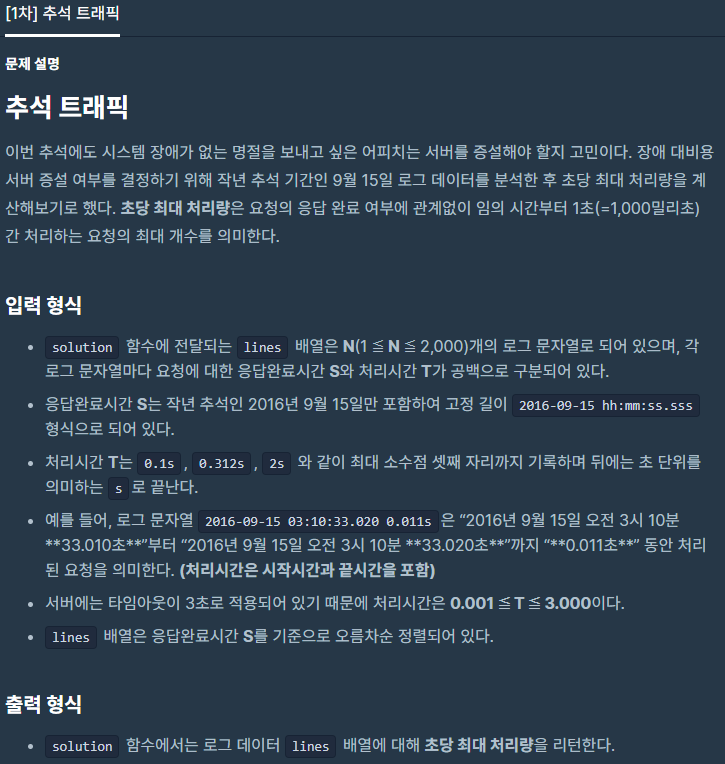 [1차] 추석 트래픽
문제 설명
추석 트래픽
이번 추석에도 시스템 장애가 없는 명절을 보내고 싶은 어피치는 서버를 증설해야 할지 고민이다. 장애 대비용
서버 증설 여부를 결정하기 위해 작년 추석 기간인 9월 15일 로그 데이터를 분석한 후 초당 최대 처리량을 계
산해보기로 했다. 초당 최대 처리량은 요청의 응답 완료 여부에 관계없이 임의 시간부터 1초(=1,000밀리초)
간 처리하는 요청의 최대 개수를 의미한다.
입력 형식
• solution 함수에 전달되는 lines 배열은 N(1 ≦ N ≦ 2,000)개의 로그 문자열로 되어 있으며, 각
로그 문자열마다 요청에 대한 응답완료시간 S와 처리시간 T가 공백으로 구분되어 있다.
• 응답완료시간 S는 작년 추석인 2016년 9월 15일만 포함하여 고정 길이 2016-09-15 hh:mm:ss.sss
형식으로 되어 있다.
• 처리시간 T는 0.1s , 0.312s , 2s 와 같이 최대 소수점 셋째 자리까지 기록하며 뒤에는 초 단위를
의미하는 s 로 끝난다.
• 예를 들어, 로그 문자열 2016-09-15 03:10:33.020 0.011s 은 “2016년 9월 15일 오전 3시 10분
**33.010초**”부터 “2016년 9월 15일 오전 3시 10분 **33.020초**”까지 “**0.011초**” 동안 처리
된 요청을 의미한다. (처리시간은 시작시간과 끝시간을 포함)
• 서버에는 타임아웃이 3초로 적용되어 있기 때문에 처리시간은 0.001 ≦ T ≦ 3.000이다.
• lines 배열은 응답완료시간 S를 기준으로 오름차순 정렬되어 있다.
출력 형식
• solution 함수에서는 로그 데이터 lines 배열에 대해 초당 최대 처리량을 리턴한다.